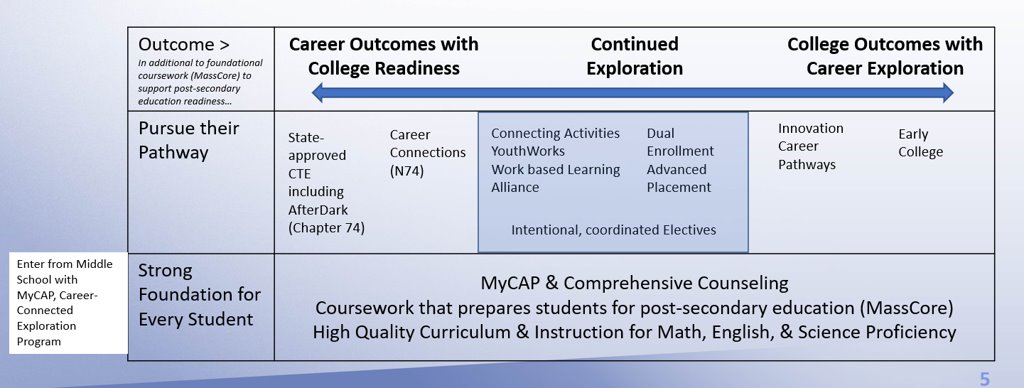 Outcome >
In additional to foundational
coursework (MassCore) to
support post-secondary
education readiness...
Career Outcomes with
College Readiness
Continued
Exploration
College Outcomes with
Career Exploration
Pursue their
Pathway
State-
approved
CTE
including
AfterDark
(Chapter 74)
Career
Connections
(N74)
Connecting Activities
YouthWorks
Work based Learning
Alliance
Dual
Enrollment
Advanced
Placement
Intentional, coordinated Electives
Innovation
Career
Pathways
Early
College
Enter from Middle
School with
MyCAP, Career-
Connected
Exploration
Program
Strong
Foundation for
Every Student
MyCAP & Comprehensive Counseling
Coursework that prepares students for post-secondary education (MassCore)
High Quality Curriculum & Instruction for Math, English, & Science Proficiency
5